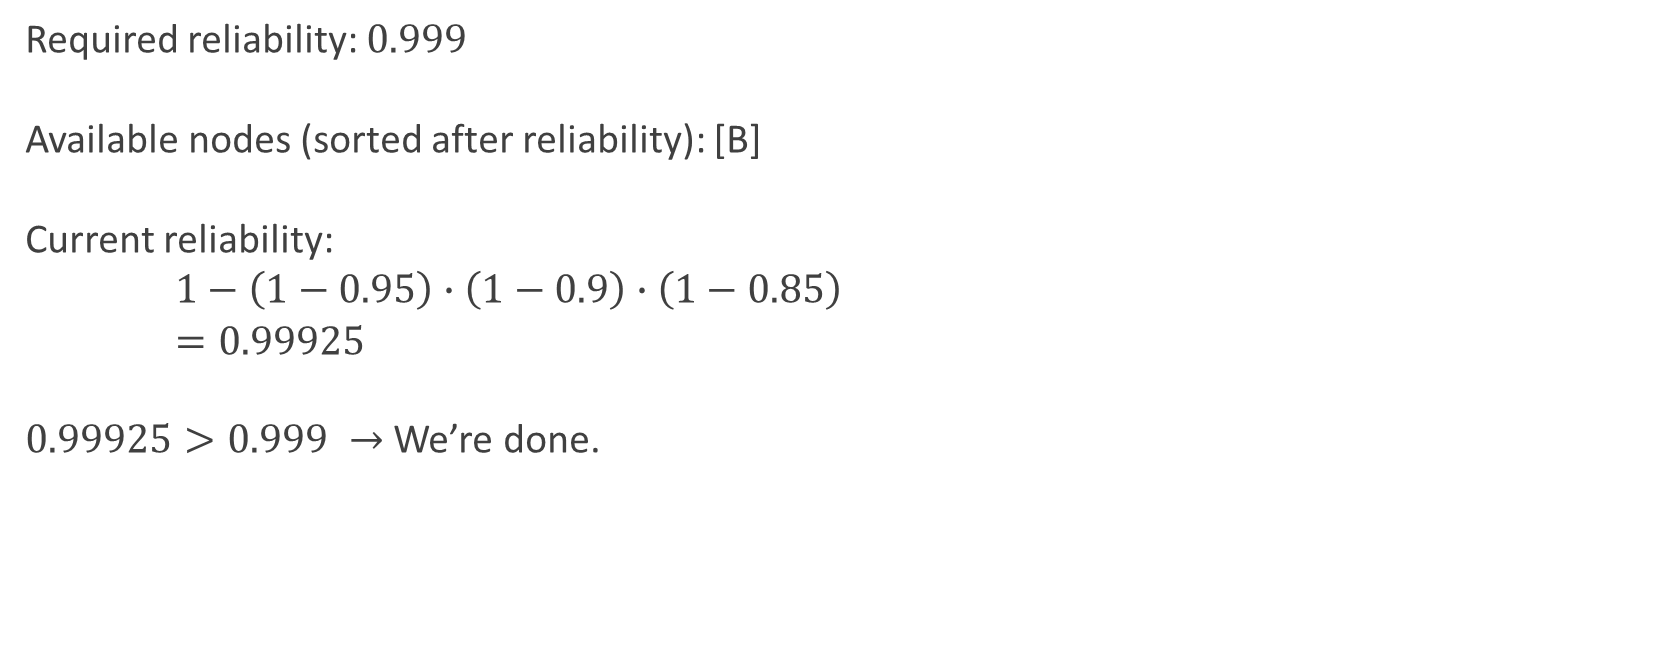 Required reliability: 0.999
Available nodes (sorted after reliability): [B]
Current reliability:
1 − (1 − 0.95) ⋅ (1 − 0.9) ⋅ (1 − 0.85)
= 0.99925
0.99925 > 0.999 → We’re done.